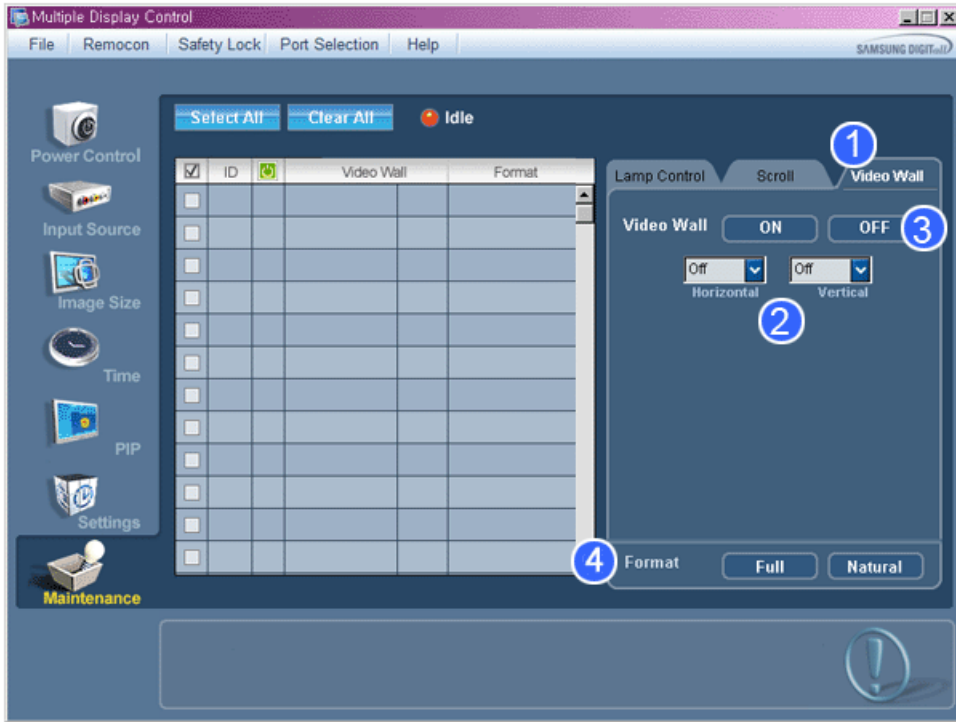 Multiple Display Control
File Remocon Safety Lock Port Selection Help
SAMSUNG DIGITall
Select All Clear All Idle
Power Control
Input Source
Image Size
Time
PIP
Settings
Maintenance
ID Video Wall Format
1
Lamp Control Scroll Video Wall
Video Wall ON OFF 3
Off Off
Horizontal Vertical
2
4 Format Full Natural